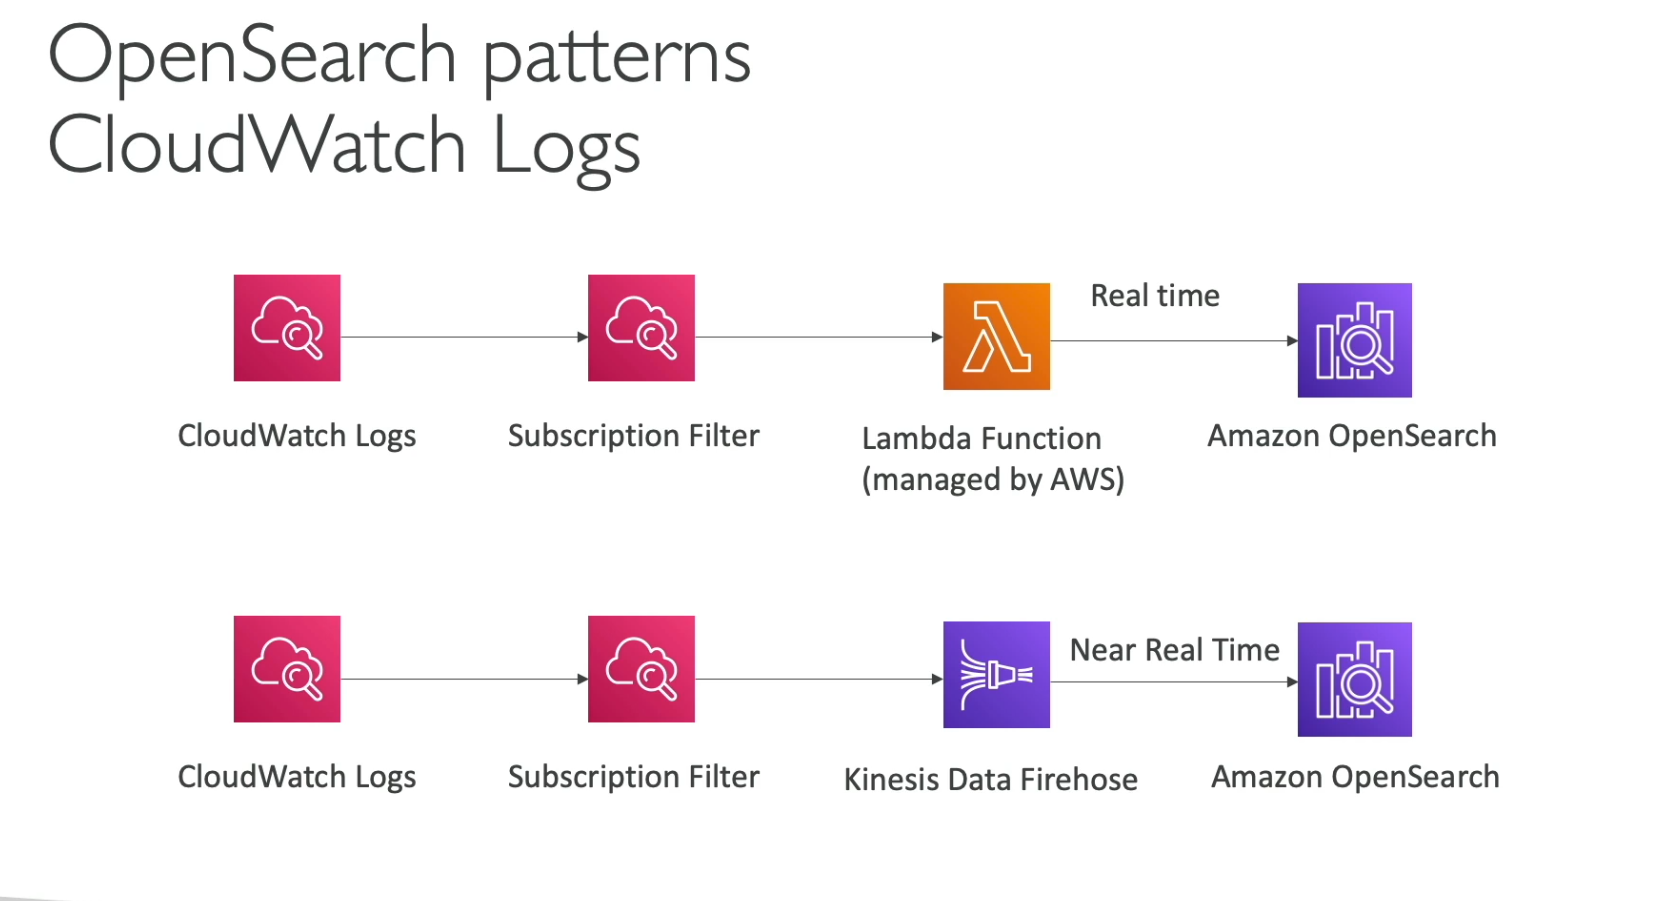 OpenSearch patterns
CloudWatch Logs
Real time
CloudWatch Logs
Subscription Filter
Lambda Function
(managed by AWS)
Amazon OpenSearch
Near Real Time
CloudWatch Logs
Subscription Filter
Kinesis Data Firehose
Amazon OpenSearch